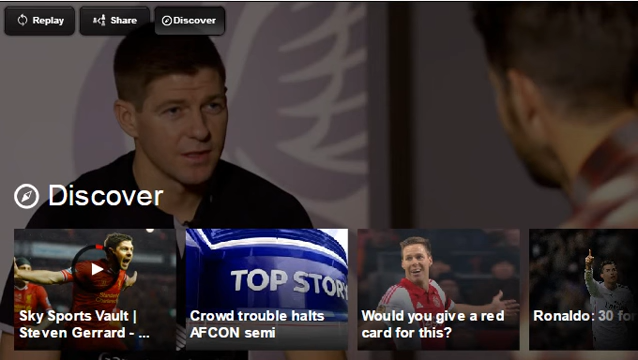 Replay
Share
Discover
Discover
TOP STOR
Sky Sports Vault |
Steven Gerrard - ...
Crowd trouble halts
AFCON semi
Would you give a red
card for this?
Ronaldo: 30 for